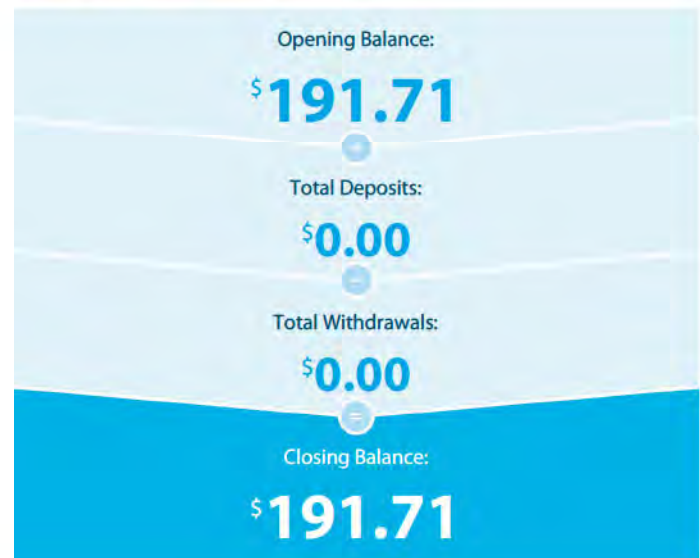 Opening Balance:
$191.71
+
Total Deposits:
$0.00
-
Total Withdrawals:
$0.00
=
Closing Balance:
$191.71